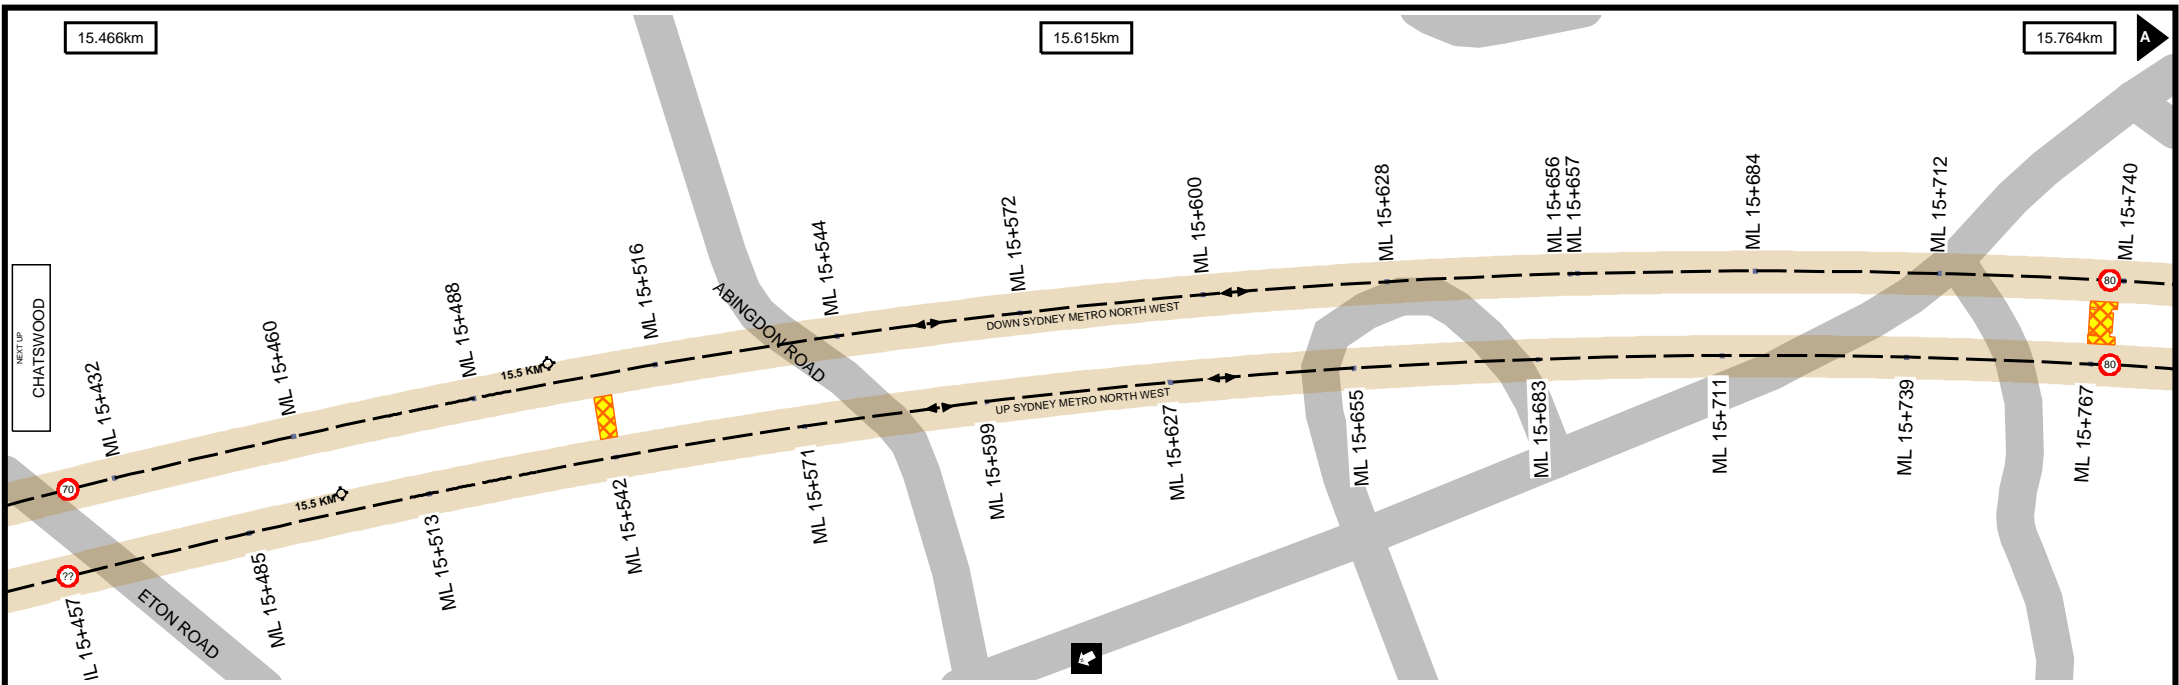 15.466km
15.615km
15.764km
A
NEXT UP
CHATSWOOD
ML 15+432
ML 15+460
ML 15+488
ML 15+516
ML 15+544
ML 15+572
ML 15+600
ML 15+628
ML 15+656
ML 15+657
ML 15+684
ML 15+712
ML 15+740
70
15.5 KM
ABINGDON ROAD
DOWN SYDNEY METRO NORTH WEST
80
??
15.5 KM
UP SYDNEY METRO NORTH WEST
80
IL 15+457
ETON ROAD
ML 15+485
ML 15+513
ML 15+542
ML 15+571
ML 15+599
ML 15+627
ML 15+655
ML 15+683
ML 15+711
ML 15+739
ML 15+767